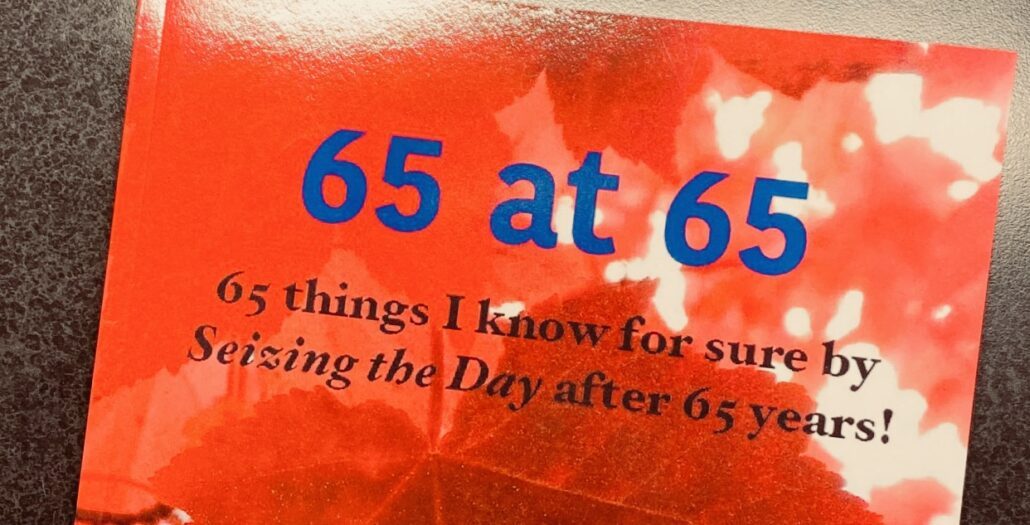 65 at 65
65 things I know for sure by
Seizing the Day after 65 years!